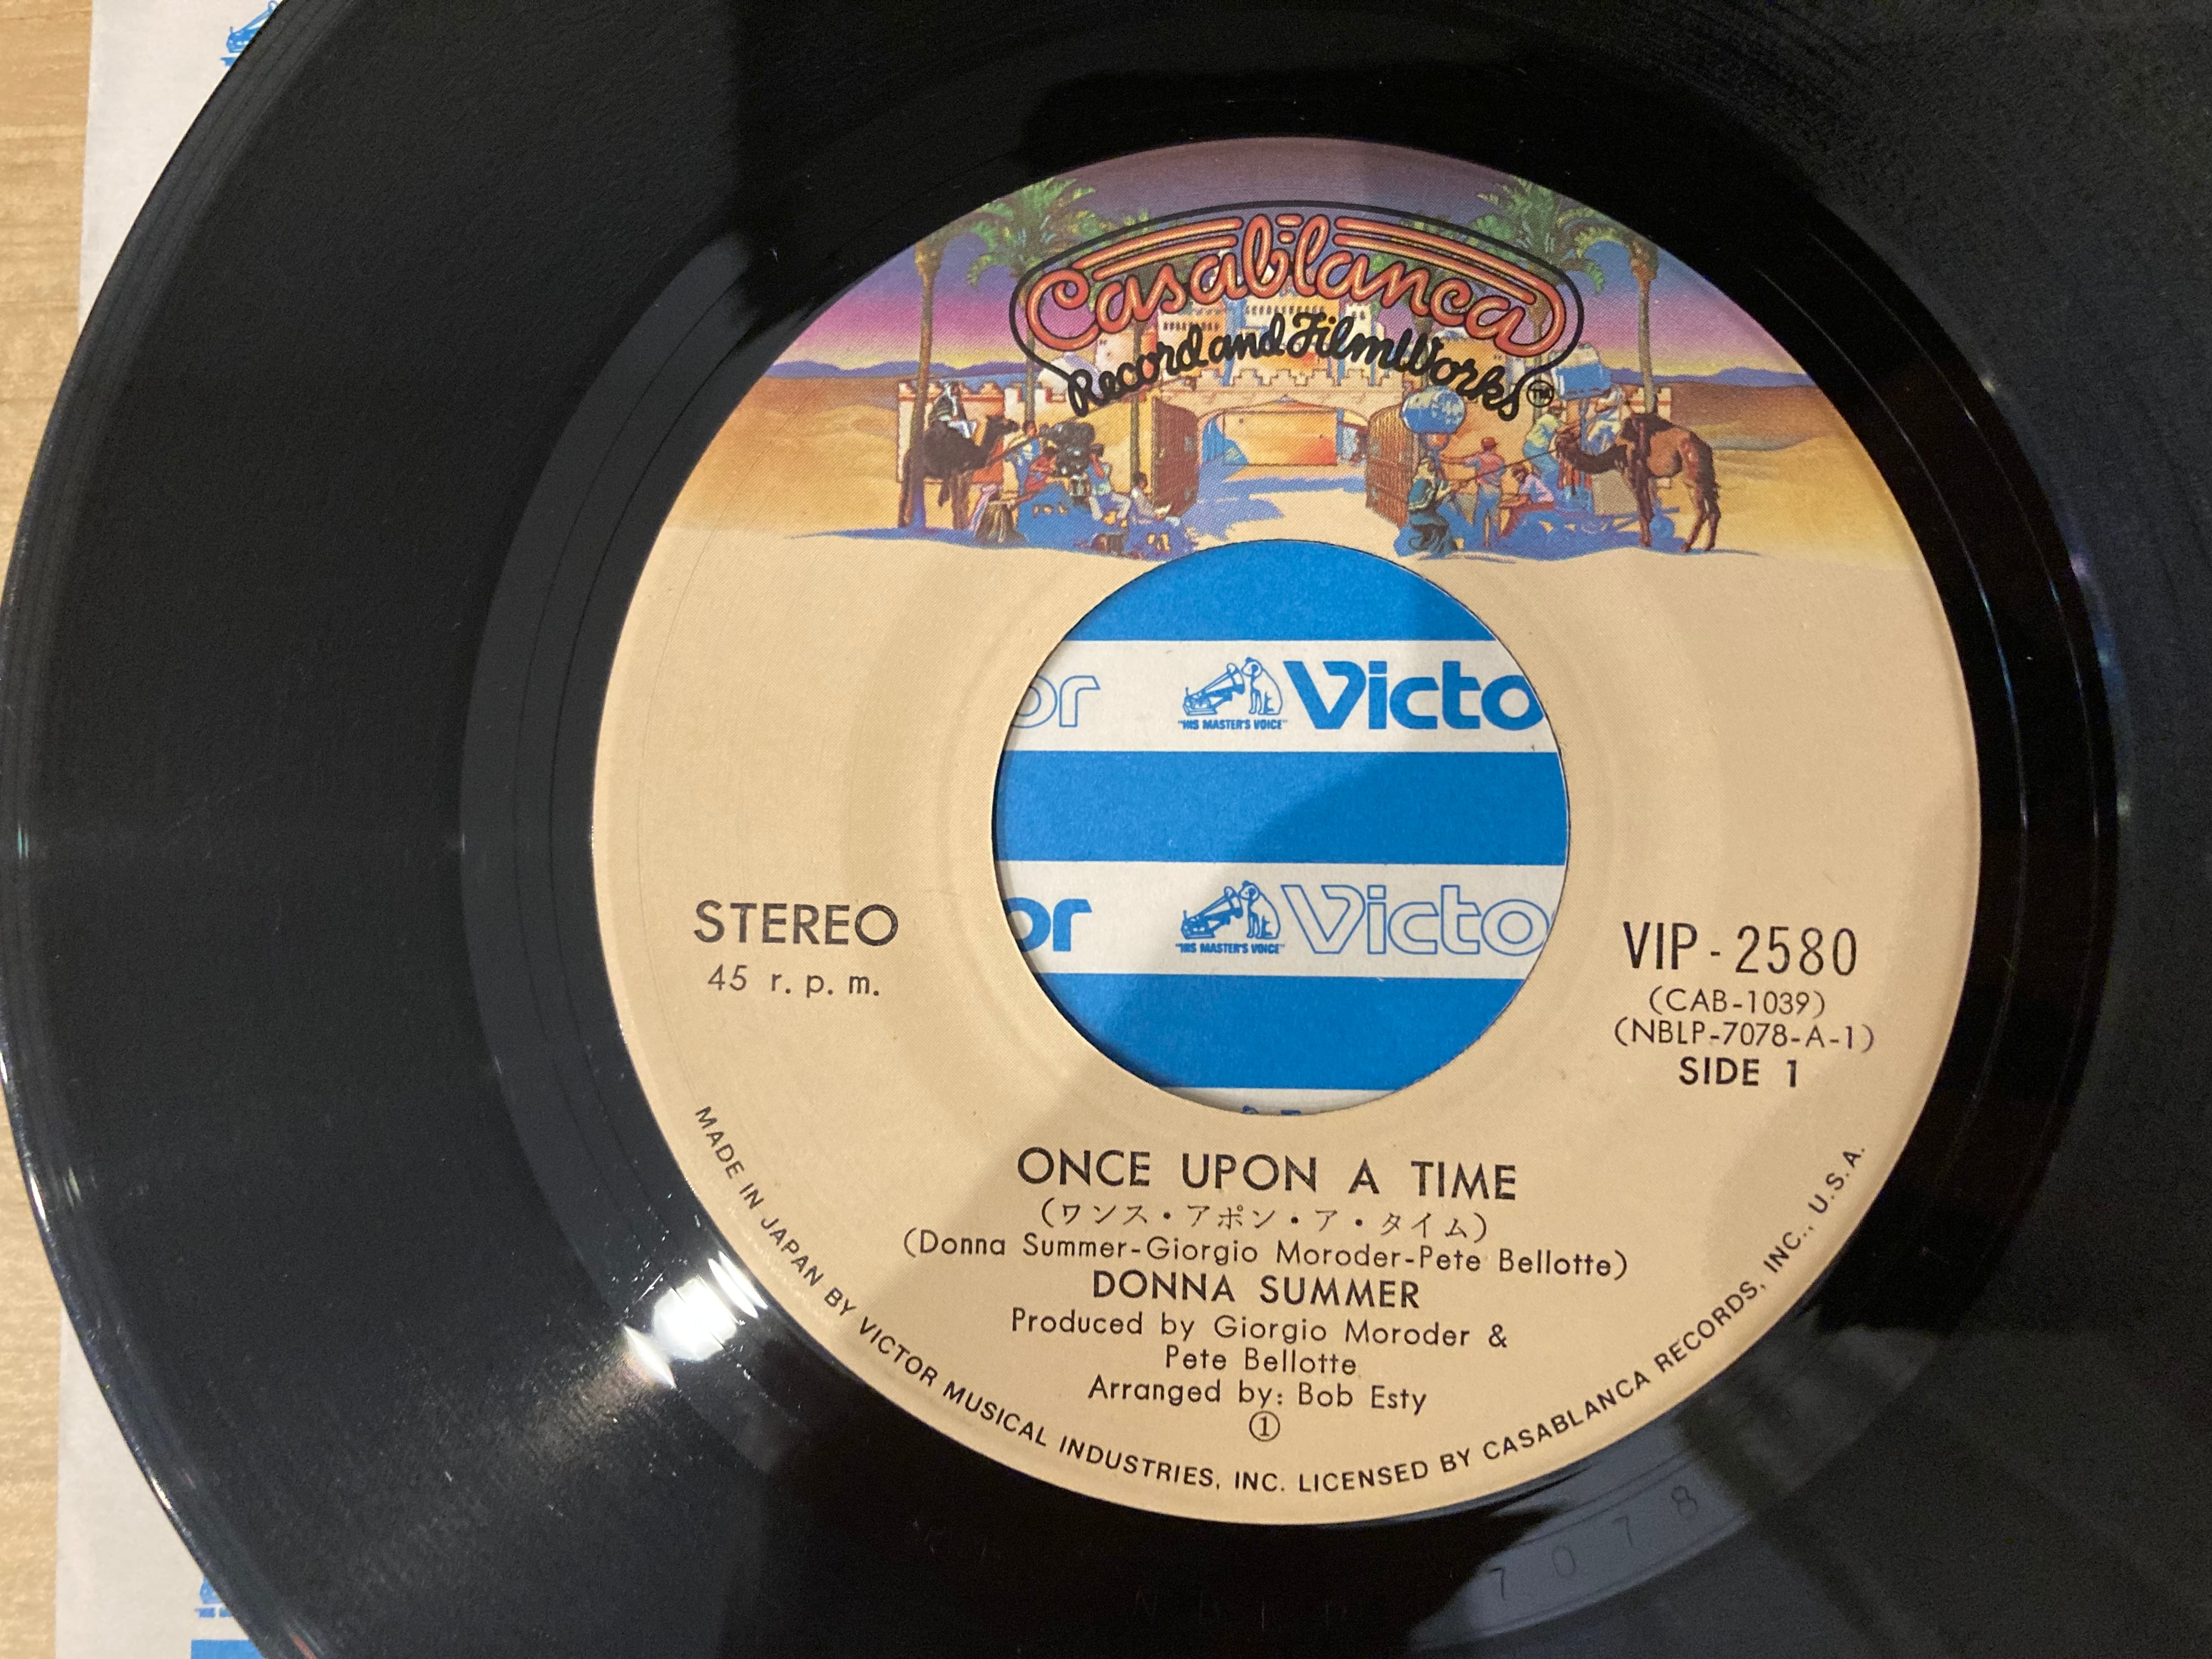 Casablanca
Record and FilmWorks™
or "HIS MASTER'S VOICE" Victo
or "HIS MASTER'S VOICE" Victo
STEREO
45 r.p.m.
VIP-2580
(CAB-1039)
(NBLP-7078-A-1)
SIDE 1
ONCE UPON A TIME
(ワンス・アポン・ア・タイム)
(Donna Summer-Giorgio Moroder-Pete Bellotte)
DONNA SUMMER
Produced by Giorgio Moroder &
Pete Bellotte
Arranged by: Bob Esty
①
MADE IN JAPAN BY VICTOR MUSICAL INDUSTRIES, INC. LICENSED BY CASABLANCA RECORDS, INC., U.S.A.
7078